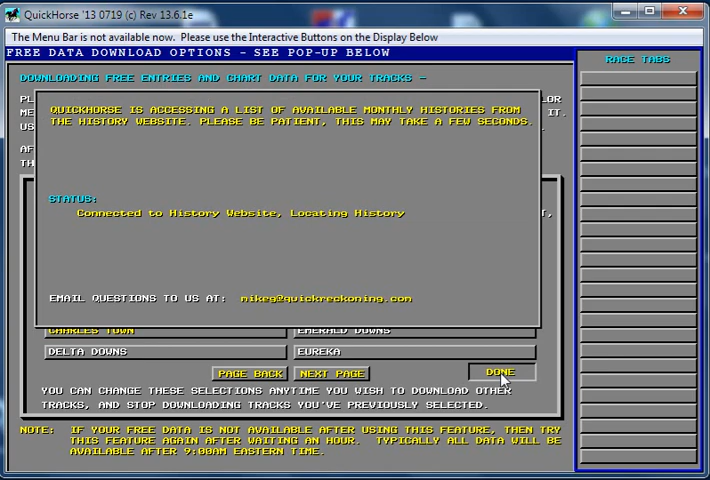 QuickHorse '13 0719 (c) Rev 13.6.1e
The Menu Bar is not available now. Please use the Interactive Buttons on the Display Below
FREE DATA DOWNLOAD OPTIONS - SEE POP-UP BELOW
RACE TABS
DOWNLOADING FREE ENTRIES AND CHART DATA FOR YOUR TRACKS -
QUICKHORSE IS ACCESSING A LIST OF AVAILABLE MONTHLY HISTORIES FROM
THE HISTORY WEBSITE. PLEASE BE PATIENT, THIS MAY TAKE A FEW SECONDS.
STATUS:
Connected to History Website, Locating History
EMAIL QUESTIONS TO US AT: mikeg@quickreckoning.com
CHARLES TOWN EMERALD DOWNS
DELTA DOWNS EUREKA
PAGE BACK NEXT PAGE DONE
YOU CAN CHANGE THESE SELECTIONS ANYTIME YOU WISH TO DOWNLOAD OTHER
TRACKS, AND STOP DOWNLOADING TRACKS YOU'VE PREVIOUSLY SELECTED.
NOTE: IF YOUR FREE DATA IS NOT AVAILABLE AFTER USING THIS FEATURE, THEN TRY
THIS FEATURE AGAIN AFTER WAITING AN HOUR. TYPICALLY ALL DATA WILL BE
AVAILABLE AFTER 9:00AM EASTERN TIME.